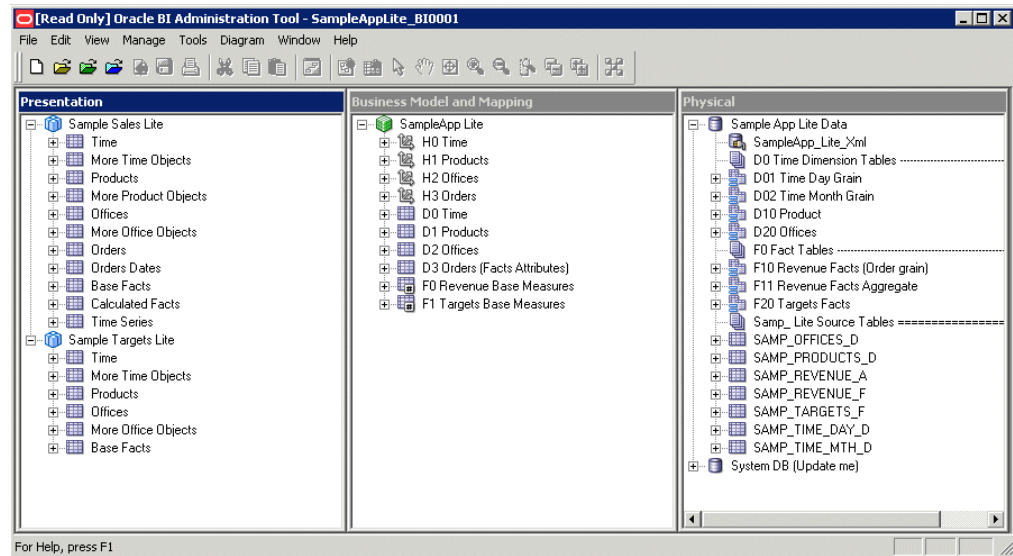 [Read Only] Oracle BI Administration Tool - SampleAppLite_BI0001
File Edit View Manage Tools Diagram Window Help
Presentation
Sample Sales Lite
Time
More Time Objects
Products
More Product Objects
Offices
More Office Objects
Orders
Orders Dates
Base Facts
Calculated Facts
Time Series
Sample Targets Lite
Time
More Time Objects
Products
Offices
More Office Objects
Base Facts
Business Model and Mapping
SampleApp Lite
H0 Time
H1 Products
H2 Offices
H3 Orders
D0 Time
D1 Products
D2 Offices
D3 Orders (Facts Attributes)
F0 Revenue Base Measures
F1 Targets Base Measures
Physical
Sample App Lite Data
SampleApp_Lite_Xml
D0 Time Dimension Tables --------------------
D01 Time Day Grain
D02 Time Month Grain
D10 Product
D20 Offices
F0 Fact Tables --------------------------------
F10 Revenue Facts (Order grain)
F11 Revenue Facts Aggregate
F20 Targets Facts
Samp_ Lite Source Tables ================
SAMP_OFFICES_D
SAMP_PRODUCTS_D
SAMP_REVENUE_A
SAMP_REVENUE_F
SAMP_TARGETS_F
SAMP_TIME_DAY_D
SAMP_TIME_MTH_D
System DB (Update me)
For Help, press F1